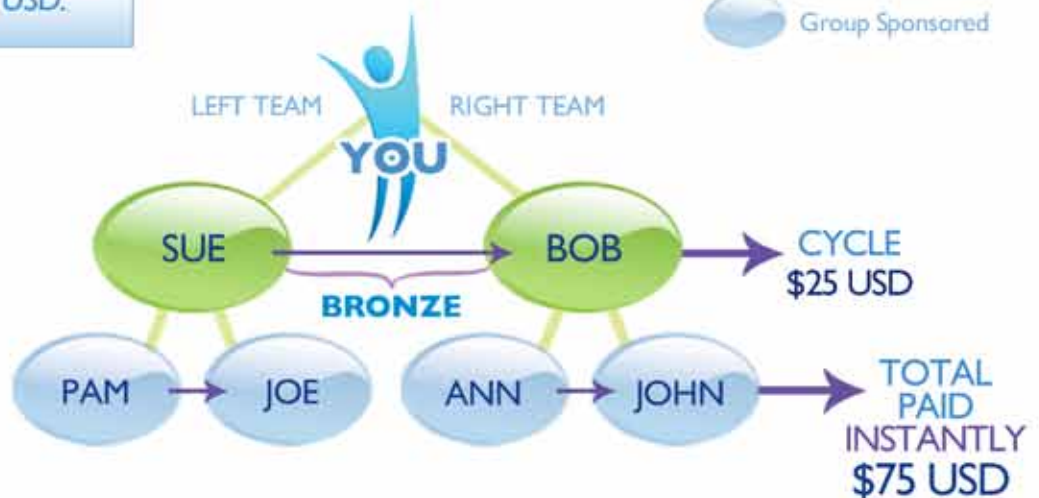 USD.
Group Sponsored
LEFT TEAM
RIGHT TEAM
YOU
SUE
BOB
CYCLE
$25 USD
BRONZE
PAM
JOE
ANN
JOHN
TOTAL
PAID
INSTANTLY
$75 USD